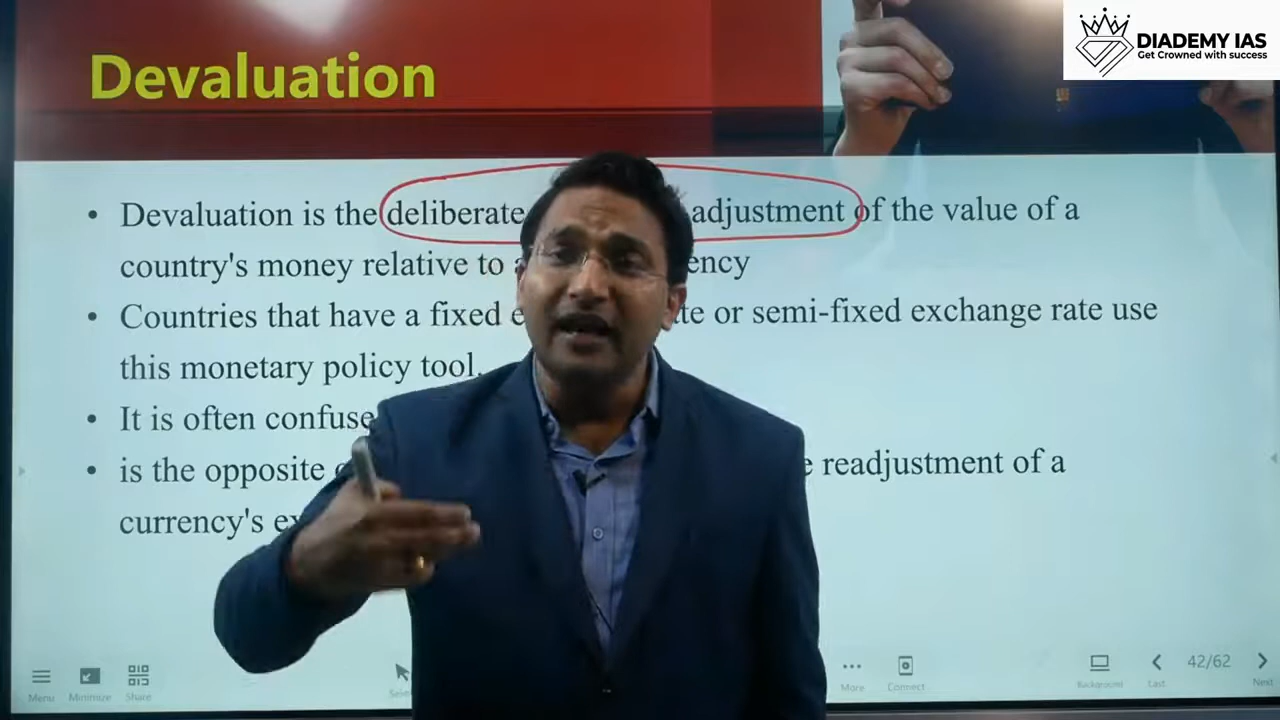 DIADEMY IAS
Get Crowned with success
Devaluation
• Devaluation is the deliberate adjustment of the value of a
country's money relative to ency
• Countries that have a fixed te or semi-fixed exchange rate use
this monetary policy tool.
• It is often confuse
• is the opposite e readjustment of a
currency's ex
Menu
Minimize
Share
Selec
More
Connect
Background
Last
42/62
Next